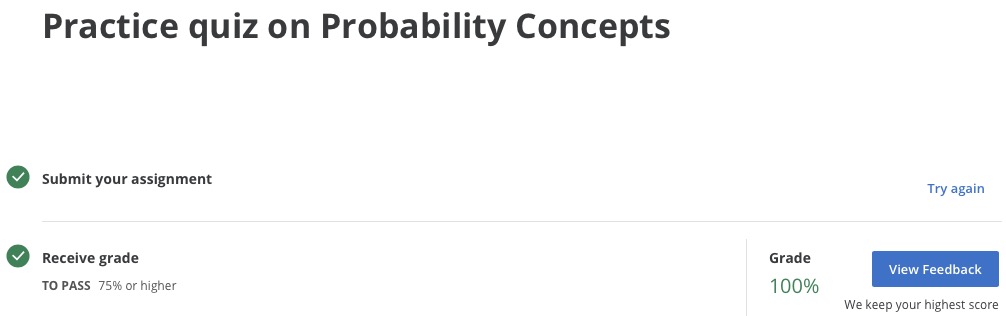 Practice quiz on Probability Concepts
Submit your assignment
Try again
Receive grade
TO PASS 75% or higher
Grade
100%
View Feedback
We keep your highest score